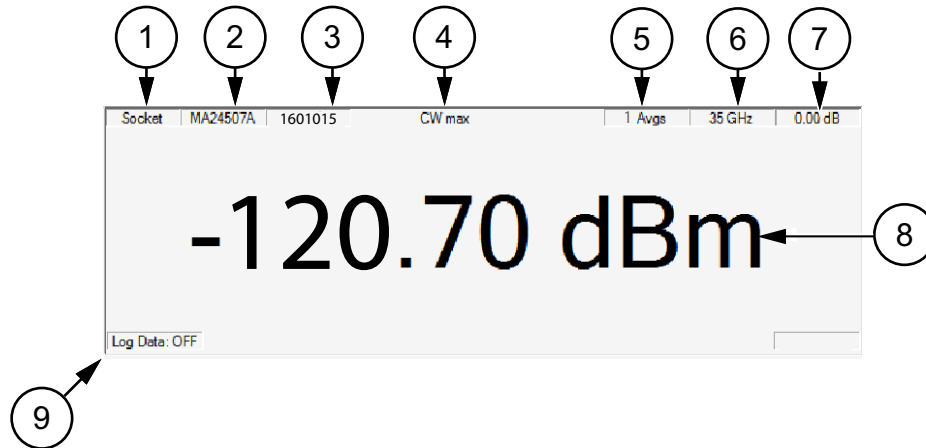 1 2 3 4 5 6 7
Socket MA24507A 1601015 CW max 1 Avgs 35 GHz 0.00 dB
-120.70 dBm 8
Log Data: OFF
9